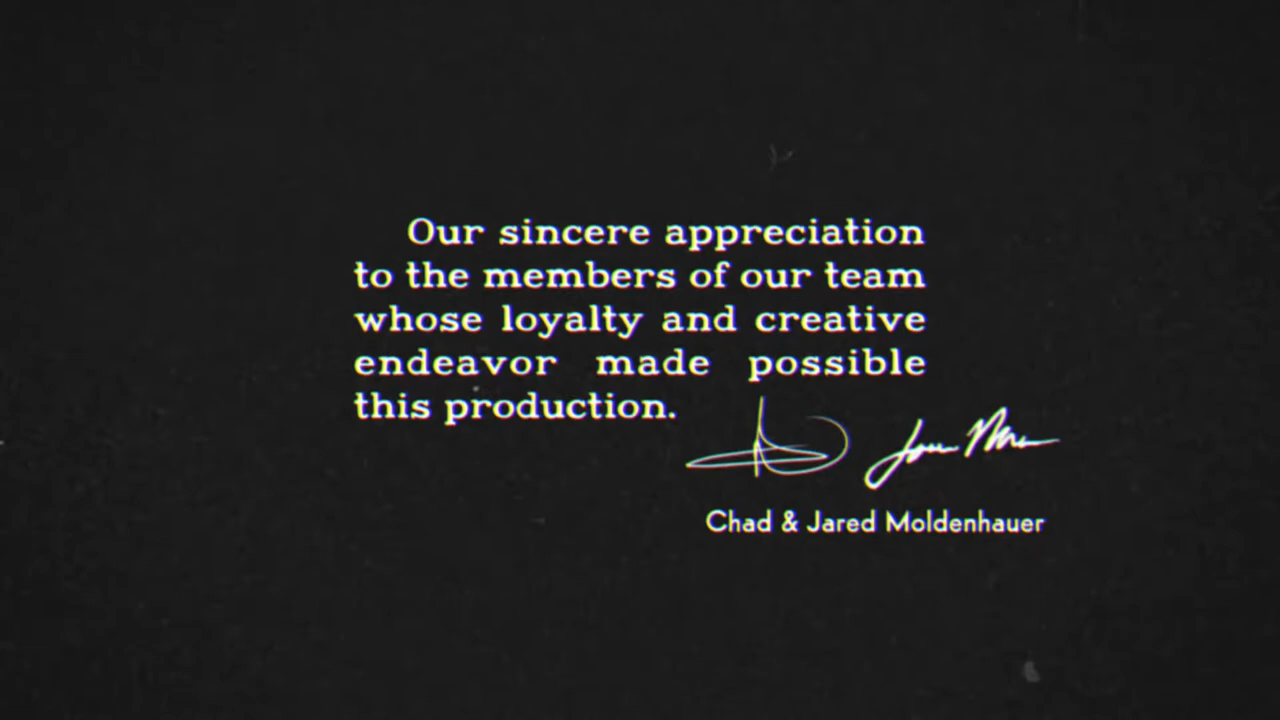 Our sincere appreciation
to the members of our team
whose loyalty and creative
endeavor made possible
this production.
Chad & Jared Moldenhauer